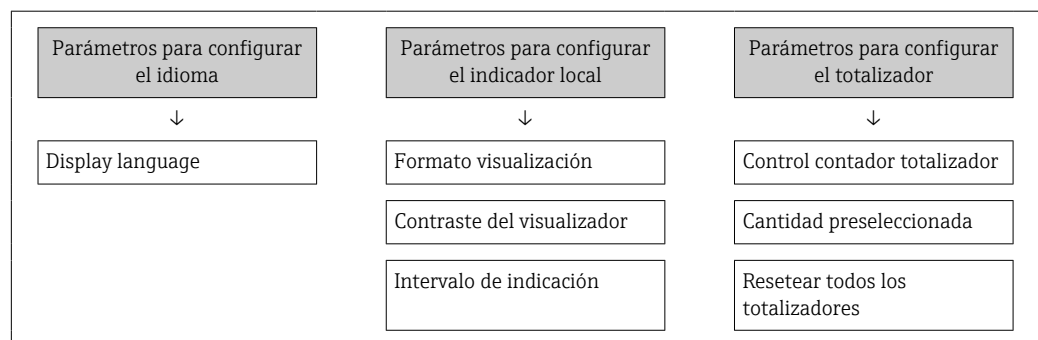 Parámetros para configurar
el idioma
↓
Display language
Parámetros para configurar
el indicador local
↓
Formato visualización
Contraste del visualizador
Intervalo de indicación
Parámetros para configurar
el totalizador
↓
Control contador totalizador
Cantidad preseleccionada
Resetear todos los
totalizadores